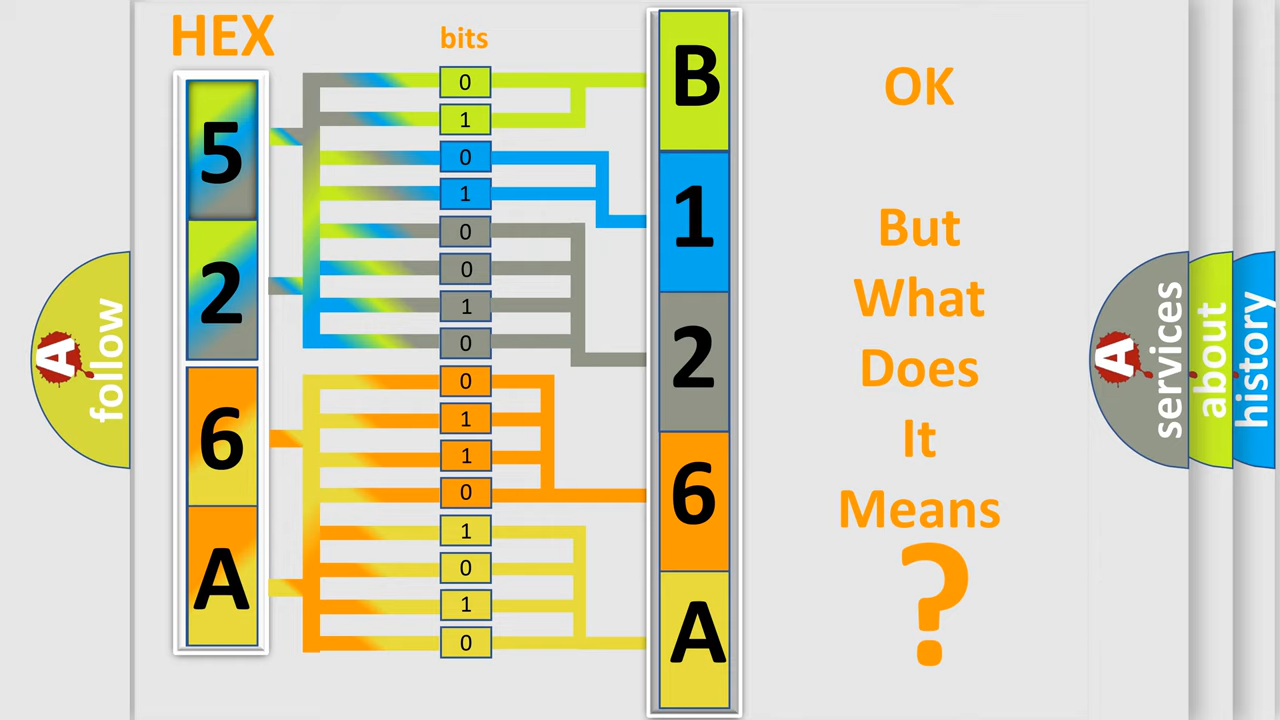 HEX
bits
5
2
6
A
0
1
0
1
0
0
1
0
0
1
1
0
1
0
1
0
B
1
2
6
A
OK
But
What
Does
It
Means
?
A
follow
A
services
about
history